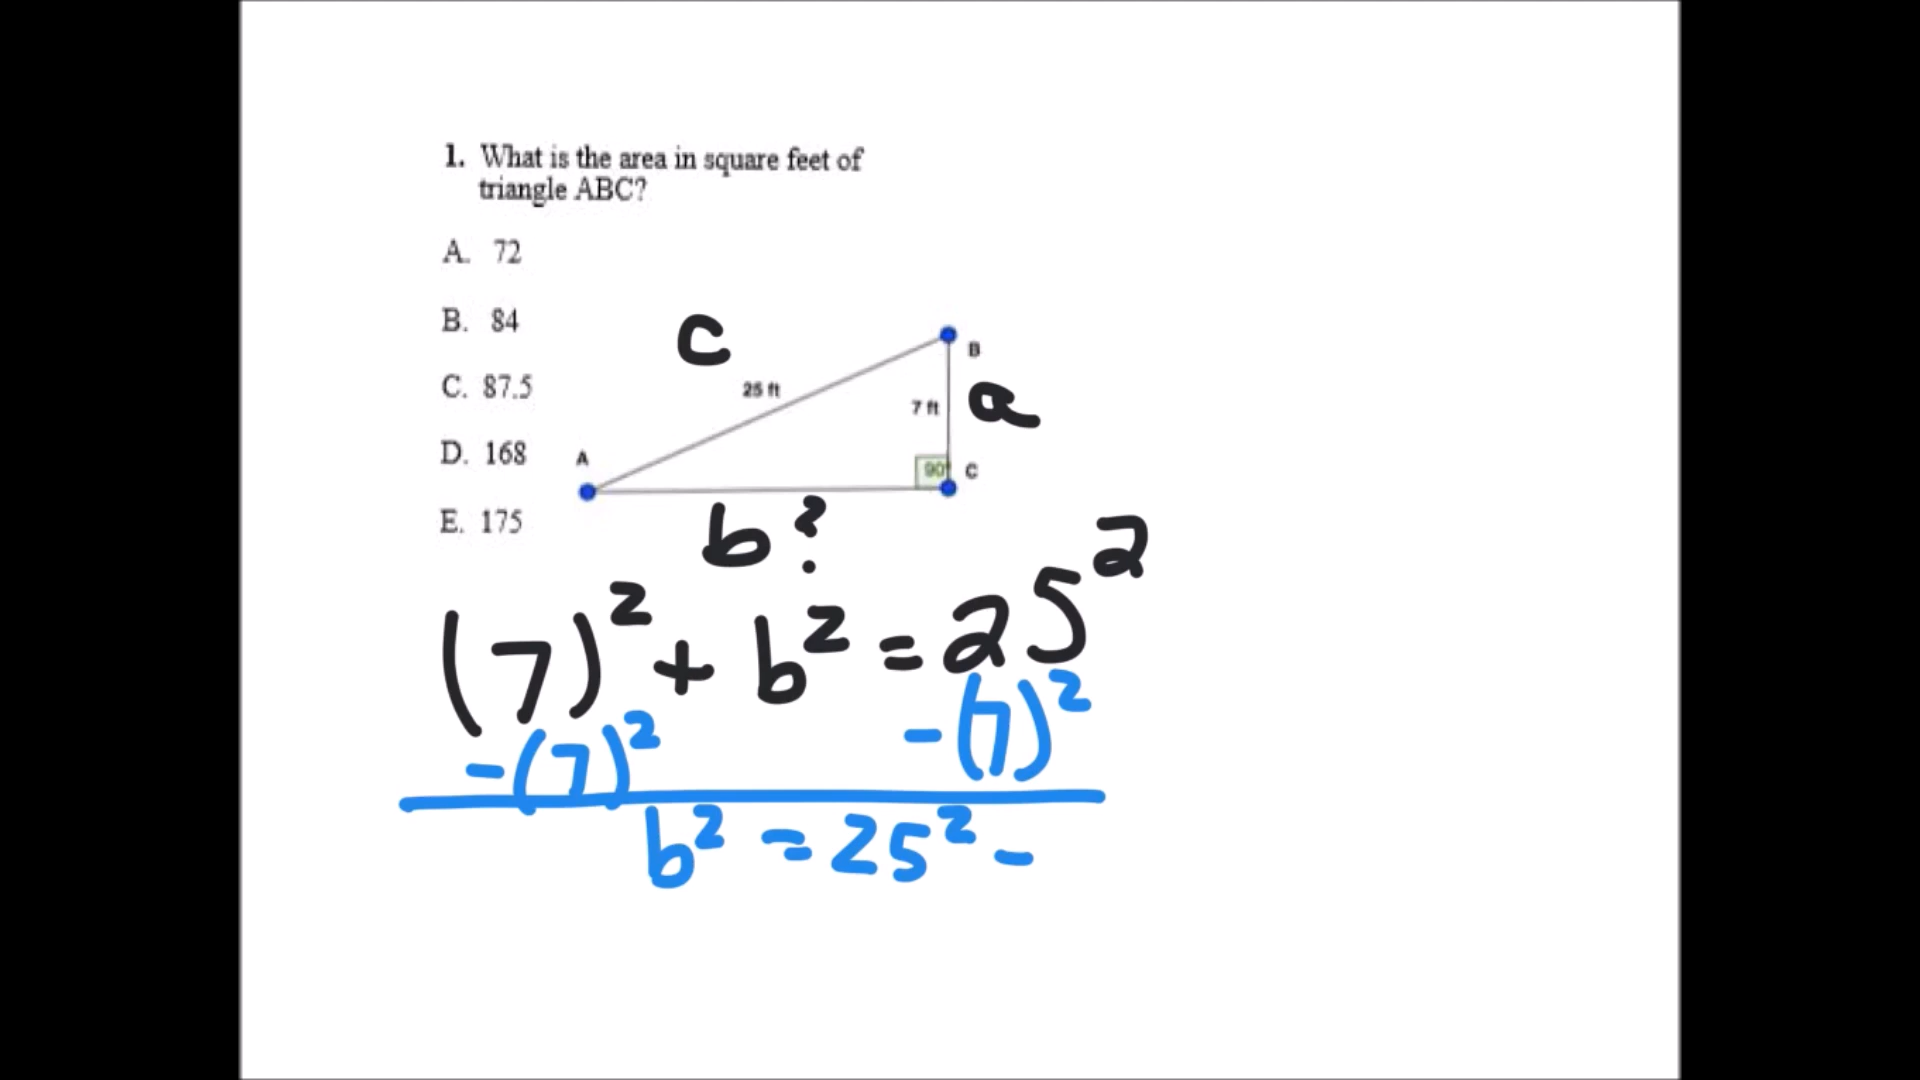 1. What is the area in square feet of
triangle ABC?
A. 72
B. 84
C. 87.5
D. 168
E. 175
c
B
25 ft
7 ft
a
A
90°
C
b?
(7)² + b² = 25²
-(7)² -(7)²
b² = 25² -